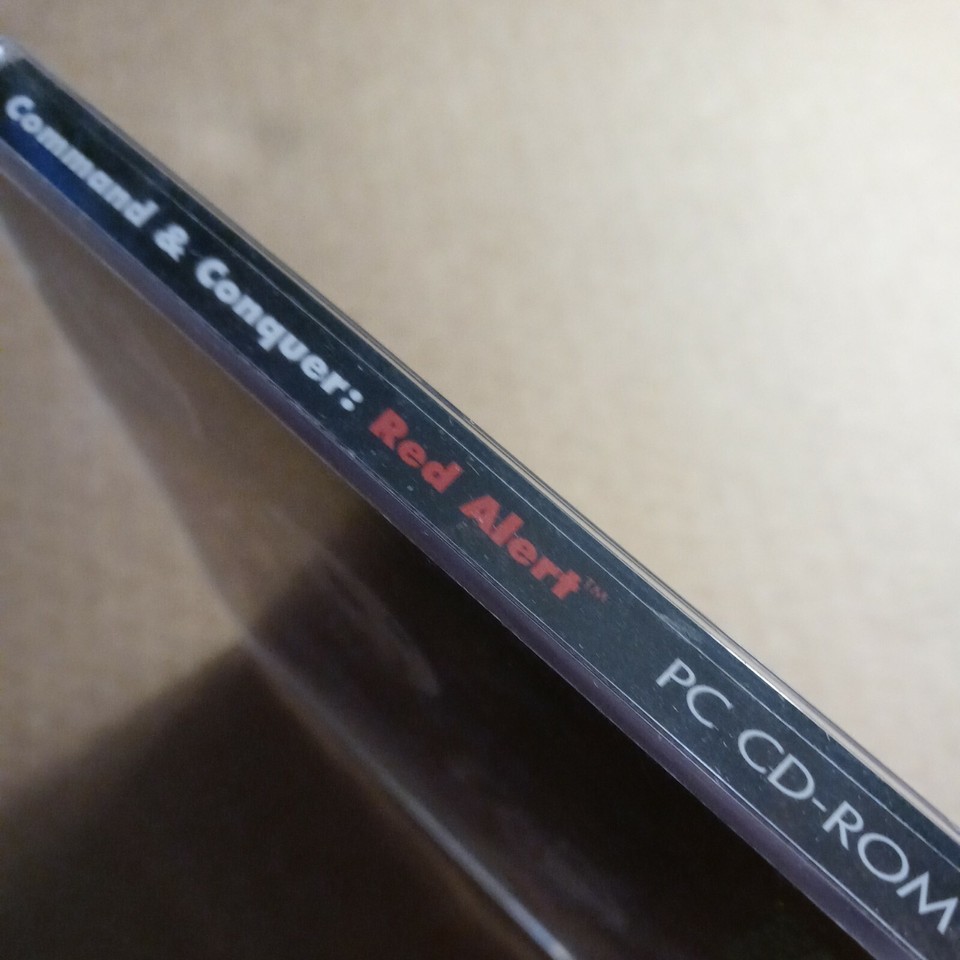 Command & Conquer: Red Alert™ PC CD-ROM